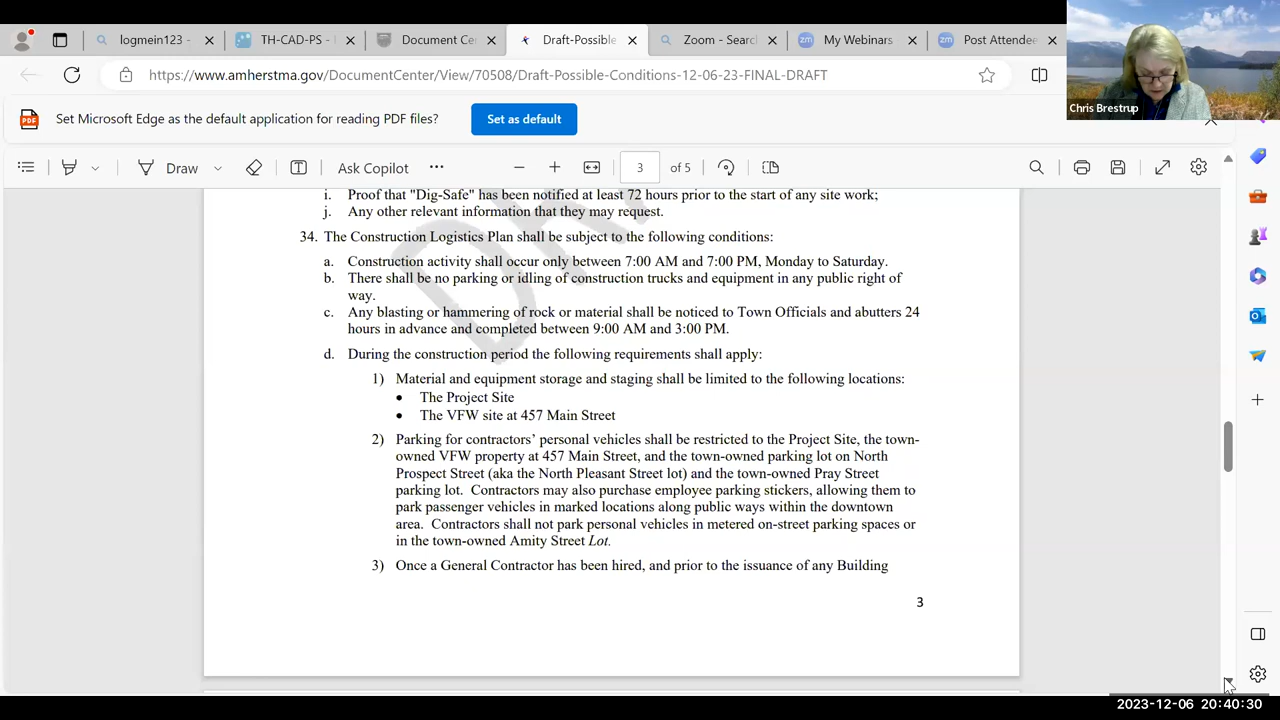 logmein123 -
TH-CAD-PS -
Document Ce
Draft-Possible
Zoom - Searc
My Webinars
Post Attende
https://www.amherstma.gov/DocumentCenter/View/70508/Draft-Possible-Conditions-12-06-23-FINAL-DRAFT
Chris Brestrup
Set Microsoft Edge as the default application for reading PDF files?
Set as default
Draw
Ask Copilot
3 of 5
i. Proof that "Dig-Safe" has been notified at least 72 hours prior to the start of any site work;
j. Any other relevant information that they may request.
34. The Construction Logistics Plan shall be subject to the following conditions:
a. Construction activity shall occur only between 7:00 AM and 7:00 PM, Monday to Saturday.
b. There shall be no parking or idling of construction trucks and equipment in any public right of
way.
c. Any blasting or hammering of rock or material shall be noticed to Town Officials and abutters 24
hours in advance and completed between 9:00 AM and 3:00 PM.
d. During the construction period the following requirements shall apply:
1) Material and equipment storage and staging shall be limited to the following locations:
• The Project Site
• The VFW site at 457 Main Street
2) Parking for contractors' personal vehicles shall be restricted to the Project Site, the town-
owned VFW property at 457 Main Street, and the town-owned parking lot on North
Prospect Street (aka the North Pleasant Street lot) and the town-owned Pray Street
parking lot. Contractors may also purchase employee parking stickers, allowing them to
park passenger vehicles in marked locations along public ways within the downtown
area. Contractors shall not park personal vehicles in metered on-street parking spaces or
in the town-owned Amity Street Lot.
3) Once a General Contractor has been hired, and prior to the issuance of any Building
3
2023-12-06 20:40:30